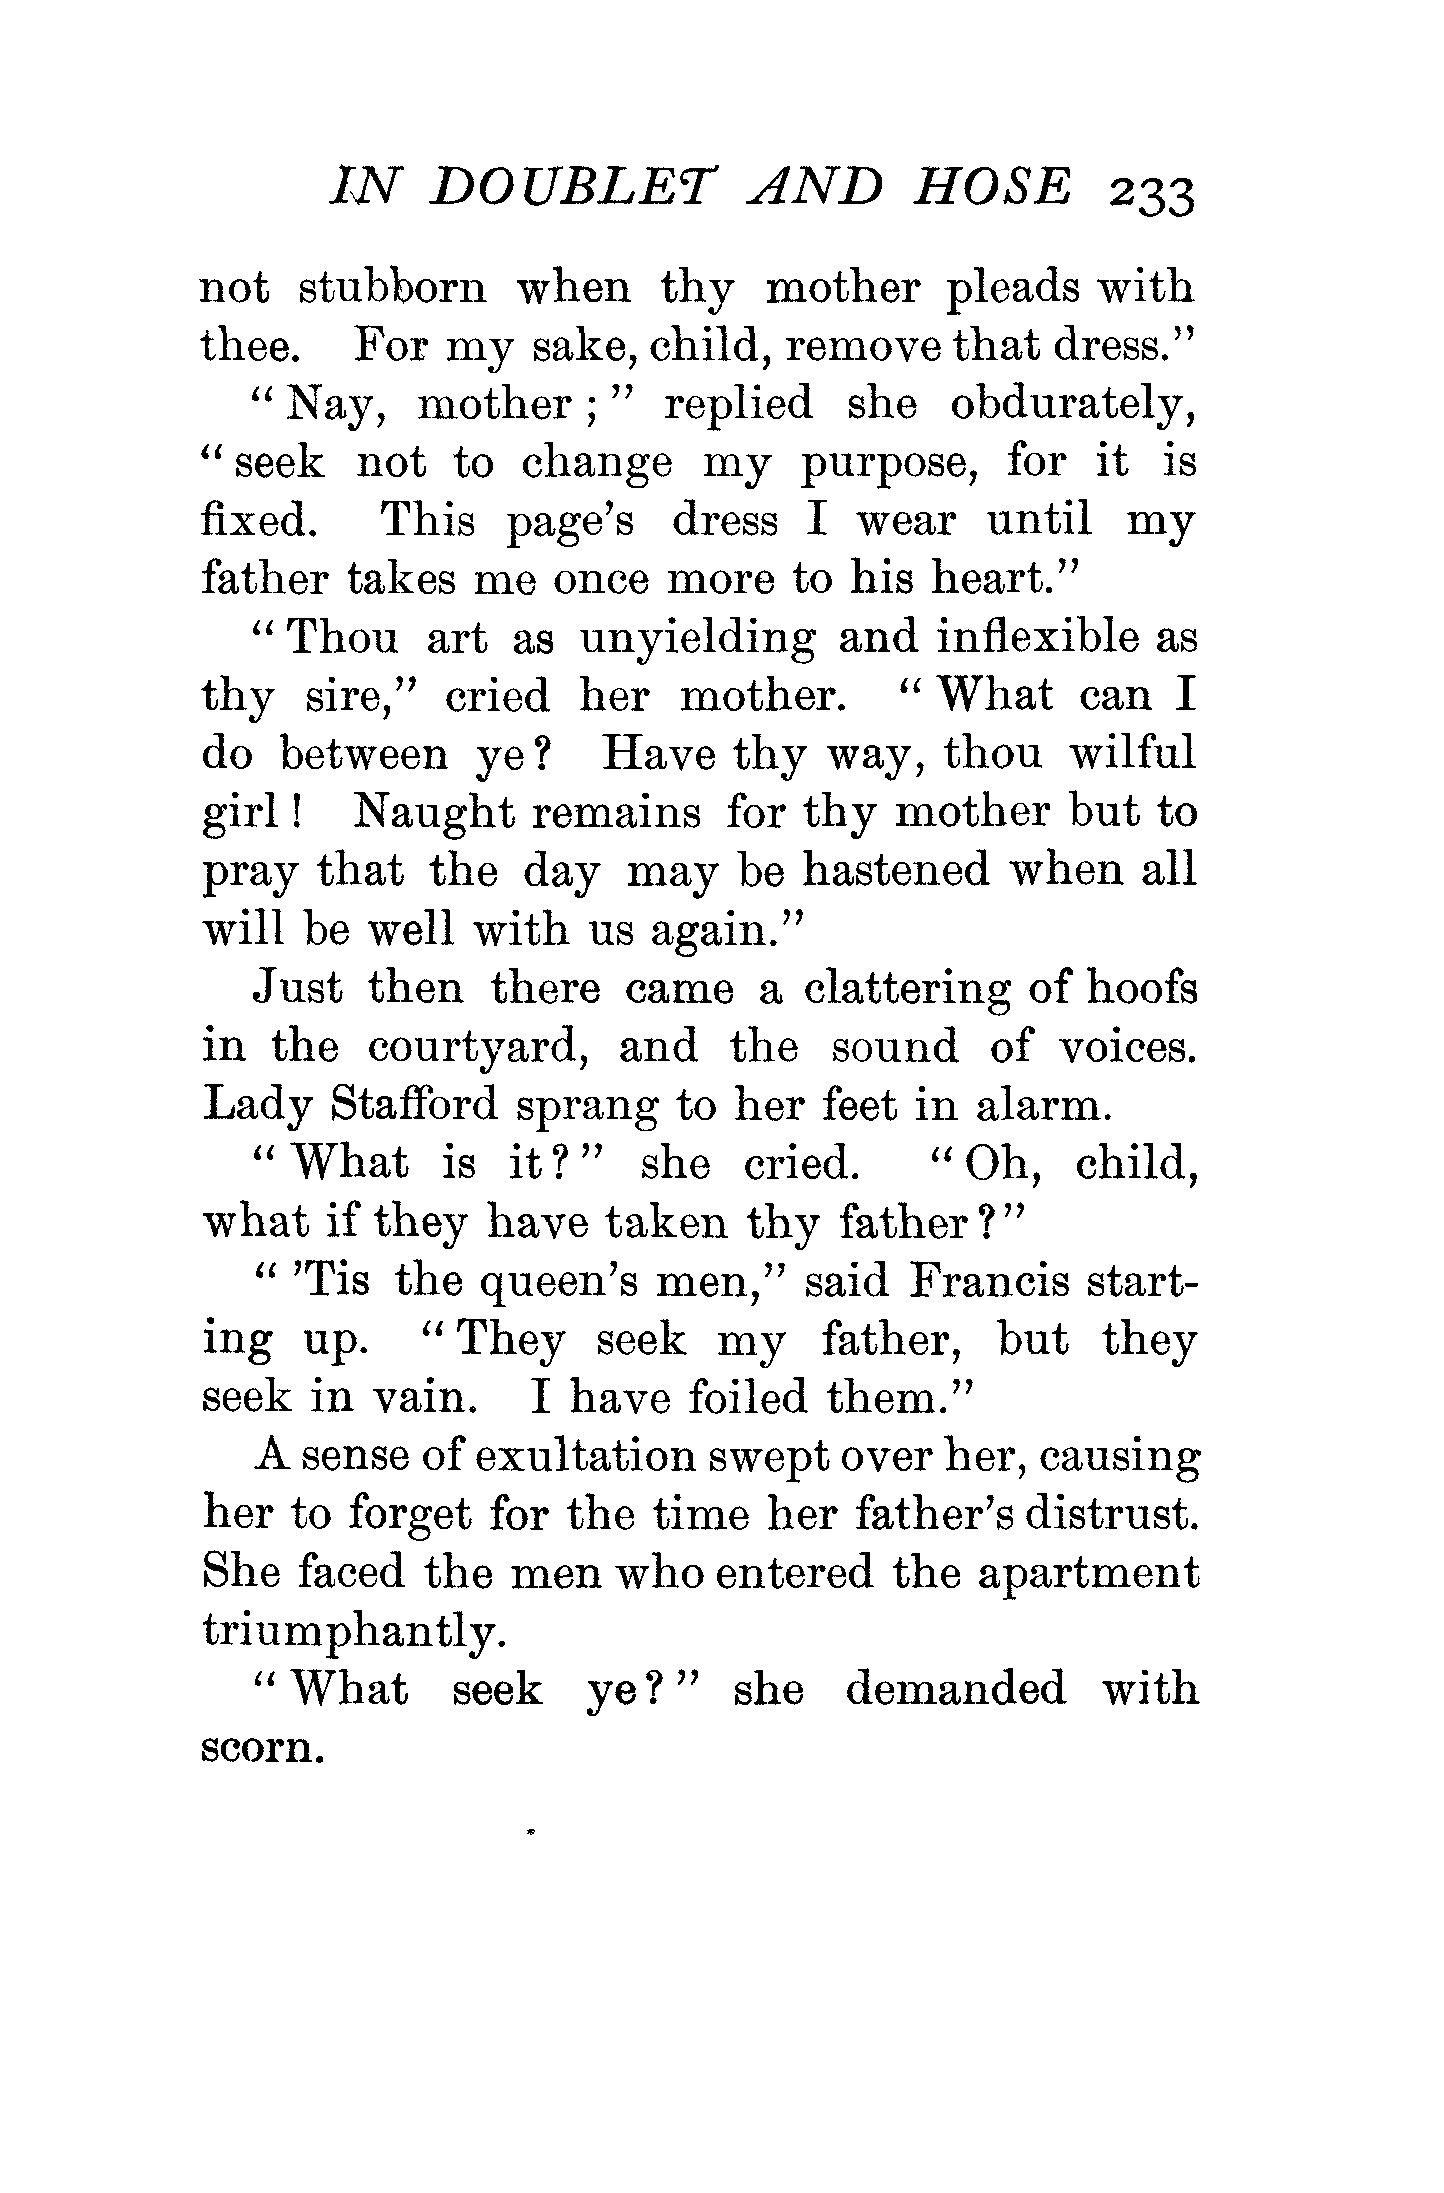 IN DOUBLET AND HOSE 233
not stubborn when thy mother pleads with
thee. For my sake, child, remove that dress.”
“ Nay, mother ; ” replied she obdurately,
“ seek not to change my purpose, for it is
fixed. This page’s dress I wear until my
father takes me once more to his heart.”
“ Thou art as unyielding and inflexible as
thy sire,” cried her mother. “ What can I
do between ye? Have thy way, thou wilful
girl ! Naught remains for thy mother but to
pray that the day may be hastened when all
will be well with us again.”
Just then there came a clattering of hoofs
in the courtyard, and the sound of voices.
Lady Stafford sprang to her feet in alarm.
“ What is it? ” she cried. “ Oh, child,
what if they have taken thy father ?”
“ ’Tis the queen’s men,” said Francis start-
ing up. “ They seek my father, but they
seek in vain. I have foiled them.”
A sense of exultation swept over her, causing
her to forget for the time her father’s distrust.
She faced the men who entered the apartment
triumphantly.
“ What seek ye? ” she demanded with
scorn.